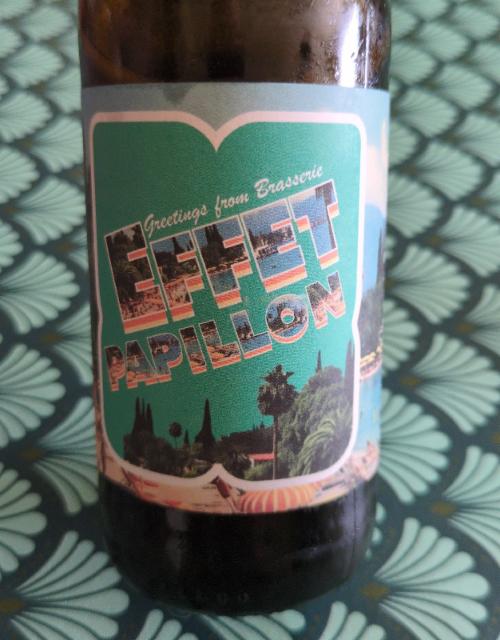 Greetings from Brasserie
EFFET
PAPILLON